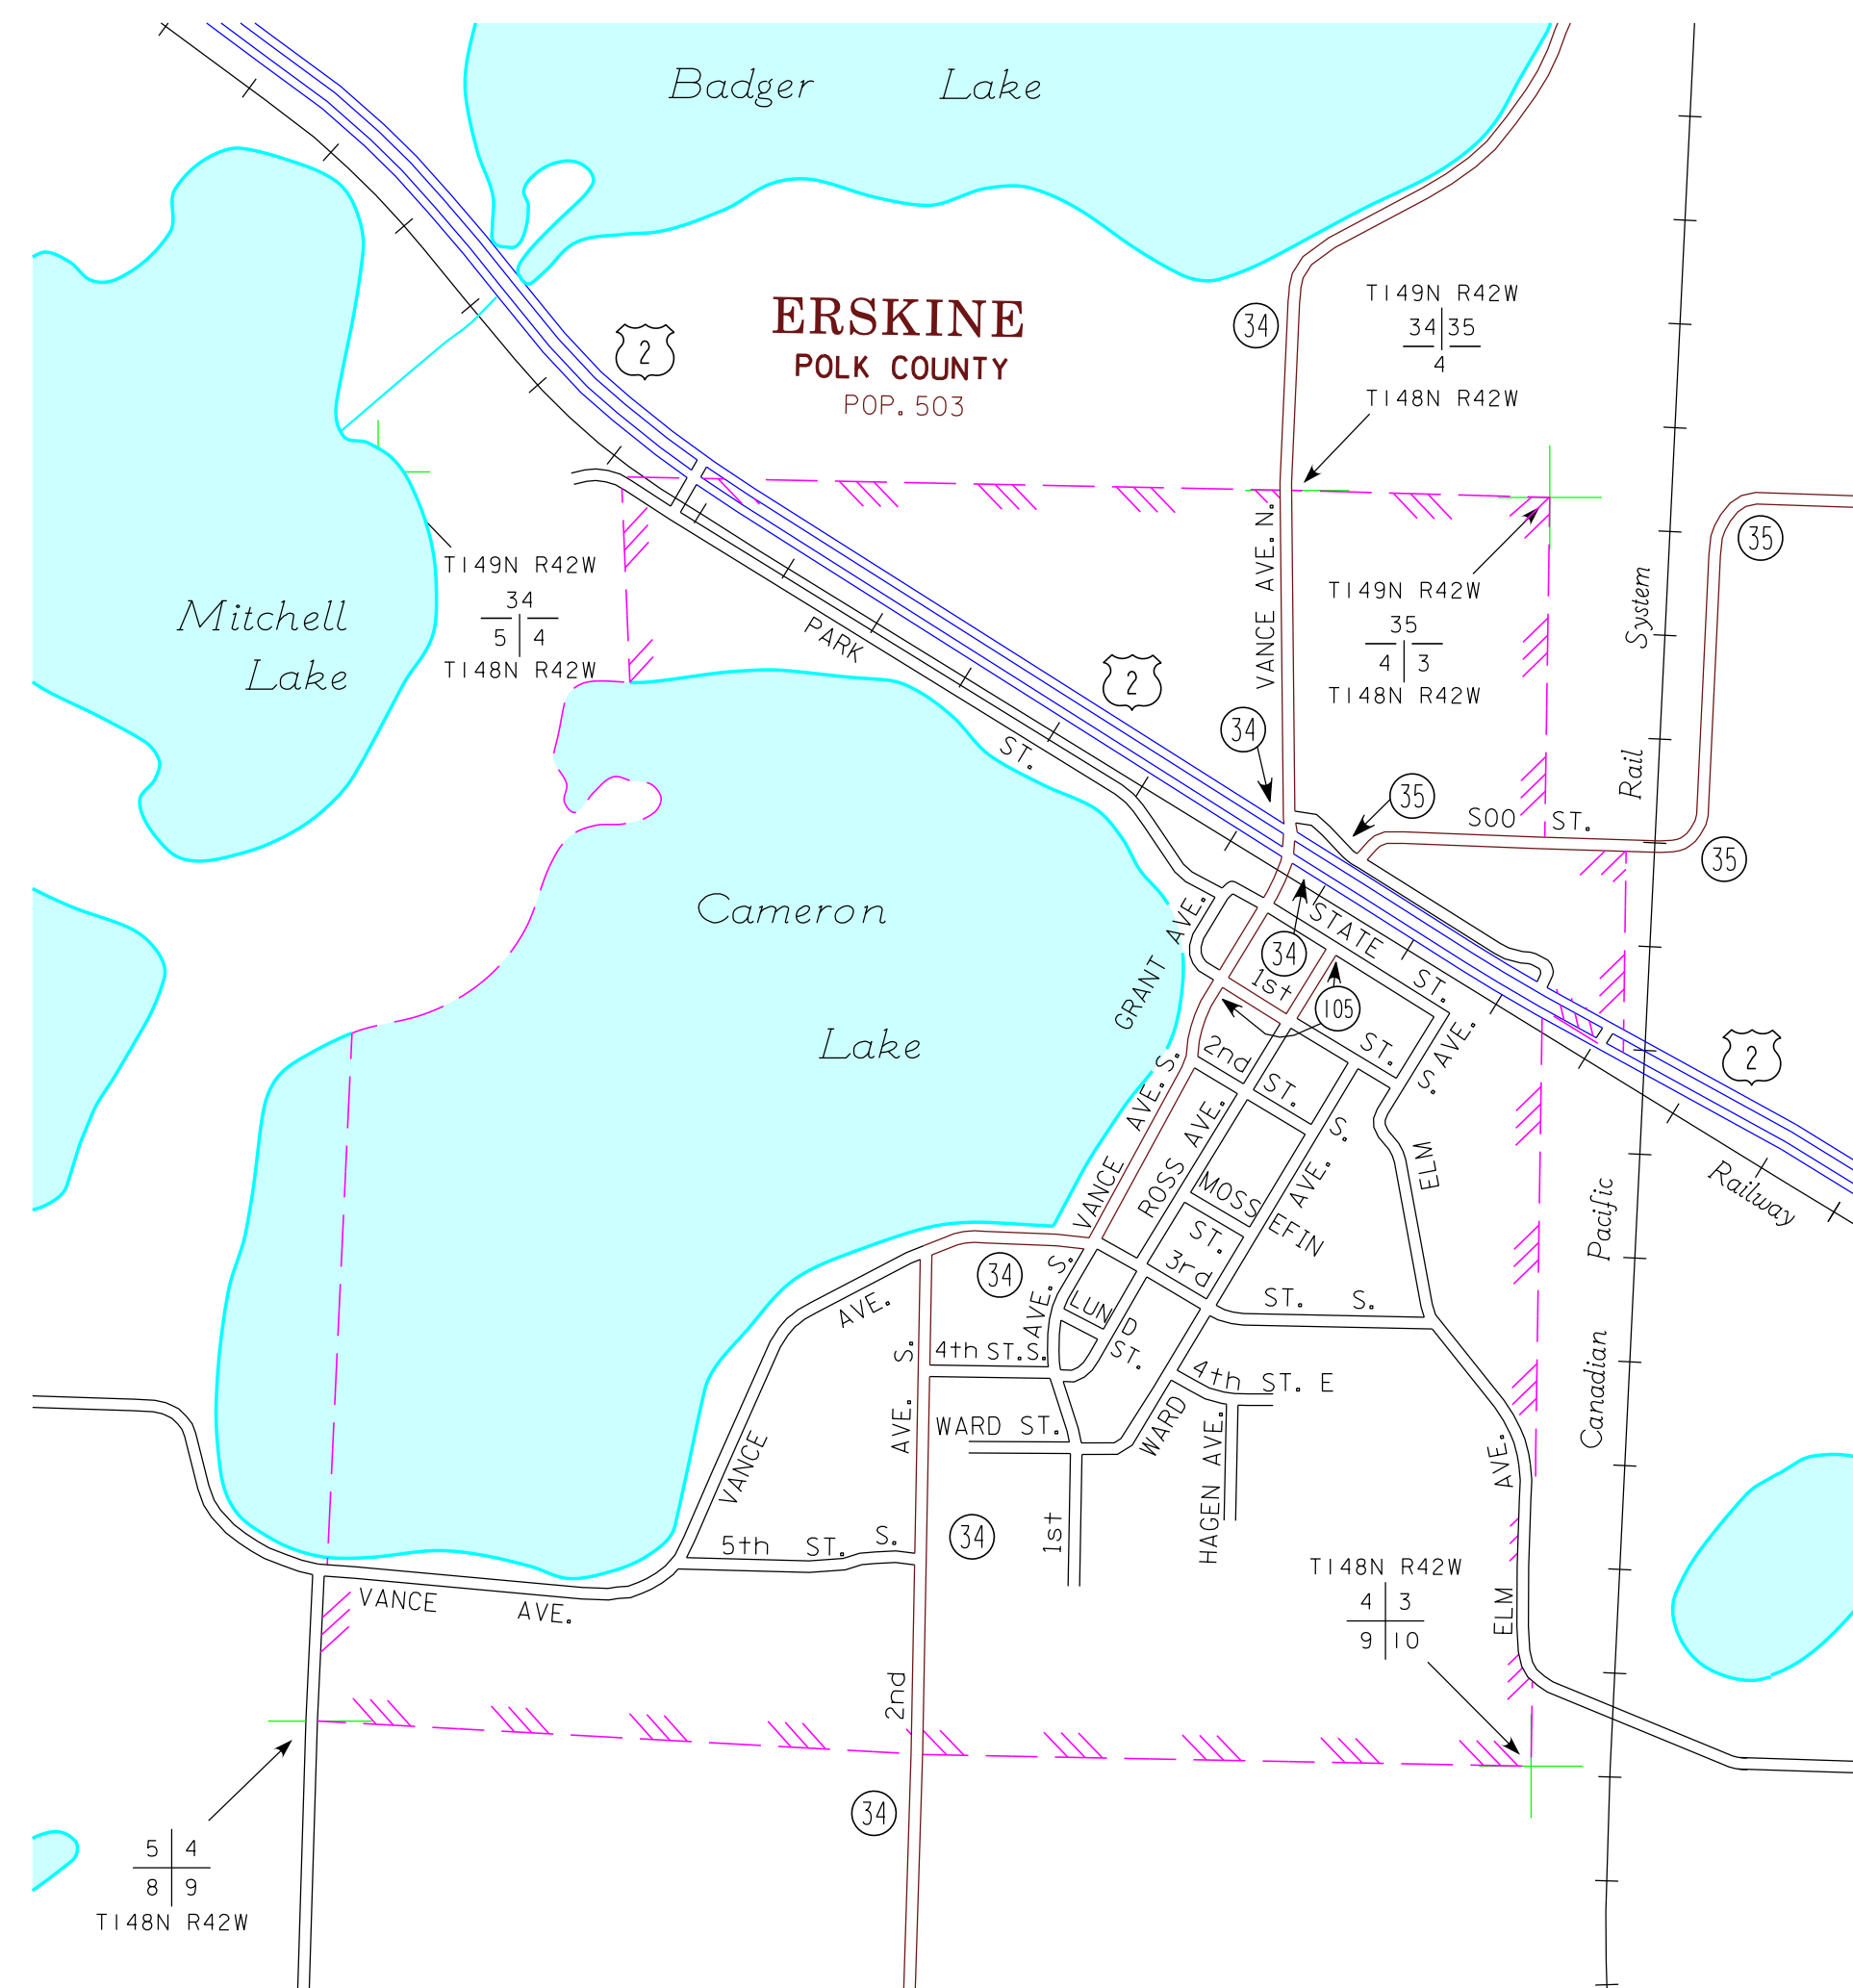 Badger Lake
ERSKINE
POLK COUNTY
POP. 503
2
34
T149N R42W
34 35
4
T148N R42W
35
System
VANCE AVE. N.
T149N R42W
34
5 4
T148N R42W
Mitchell
Lake
T149N R42W
35
4 3
T148N R42W
PARK ST.
2
34
35
Rail
SOO ST.
35
Cameron
Lake
GRANT AVE.
STATE ST.
34
1st ST.
105
2nd ST.
S. AVE.
ELM
2
Railway
VANCE AVE. S.
ROSS AVE.
MOSS ST.
EFIN AVE. S.
3rd ST. S.
Pacific
34
AVE. S.
LUND ST.
4th ST. S.
4th ST. E
Canadian
VANCE AVE.
2nd AVE. S.
WARD ST.
WARD
HAGEN AVE.
1st
34
5th ST. S.
ELM AVE.
VANCE AVE.
T148N R42W
4 3
9 10
34
5 4
8 9
T148N R42W